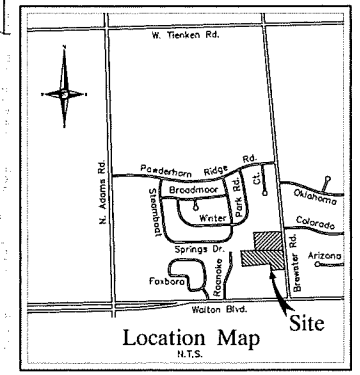 W. Tienken Rd.
N
N. Adams Rd.
Powderhorn Ridge Rd.
Broadmoor
Steamboat
Winter
Park Rd.
Ct.
Oklahoma
Colorado
Springs Dr.
Arizona
Foxboro
Roanoke
Brewster Rd.
Walton Blvd.
Site
Location Map
N.T.S.